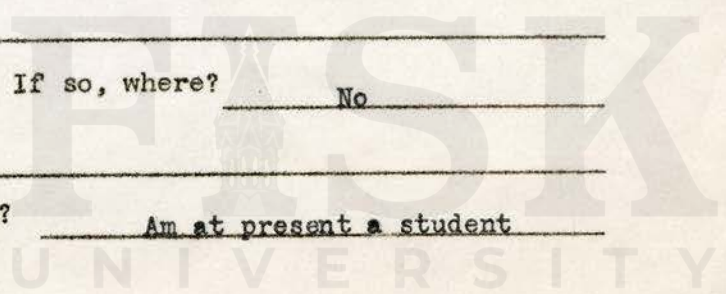 If so, where? No
? Am at present a student
FISK
UNIVERSITY